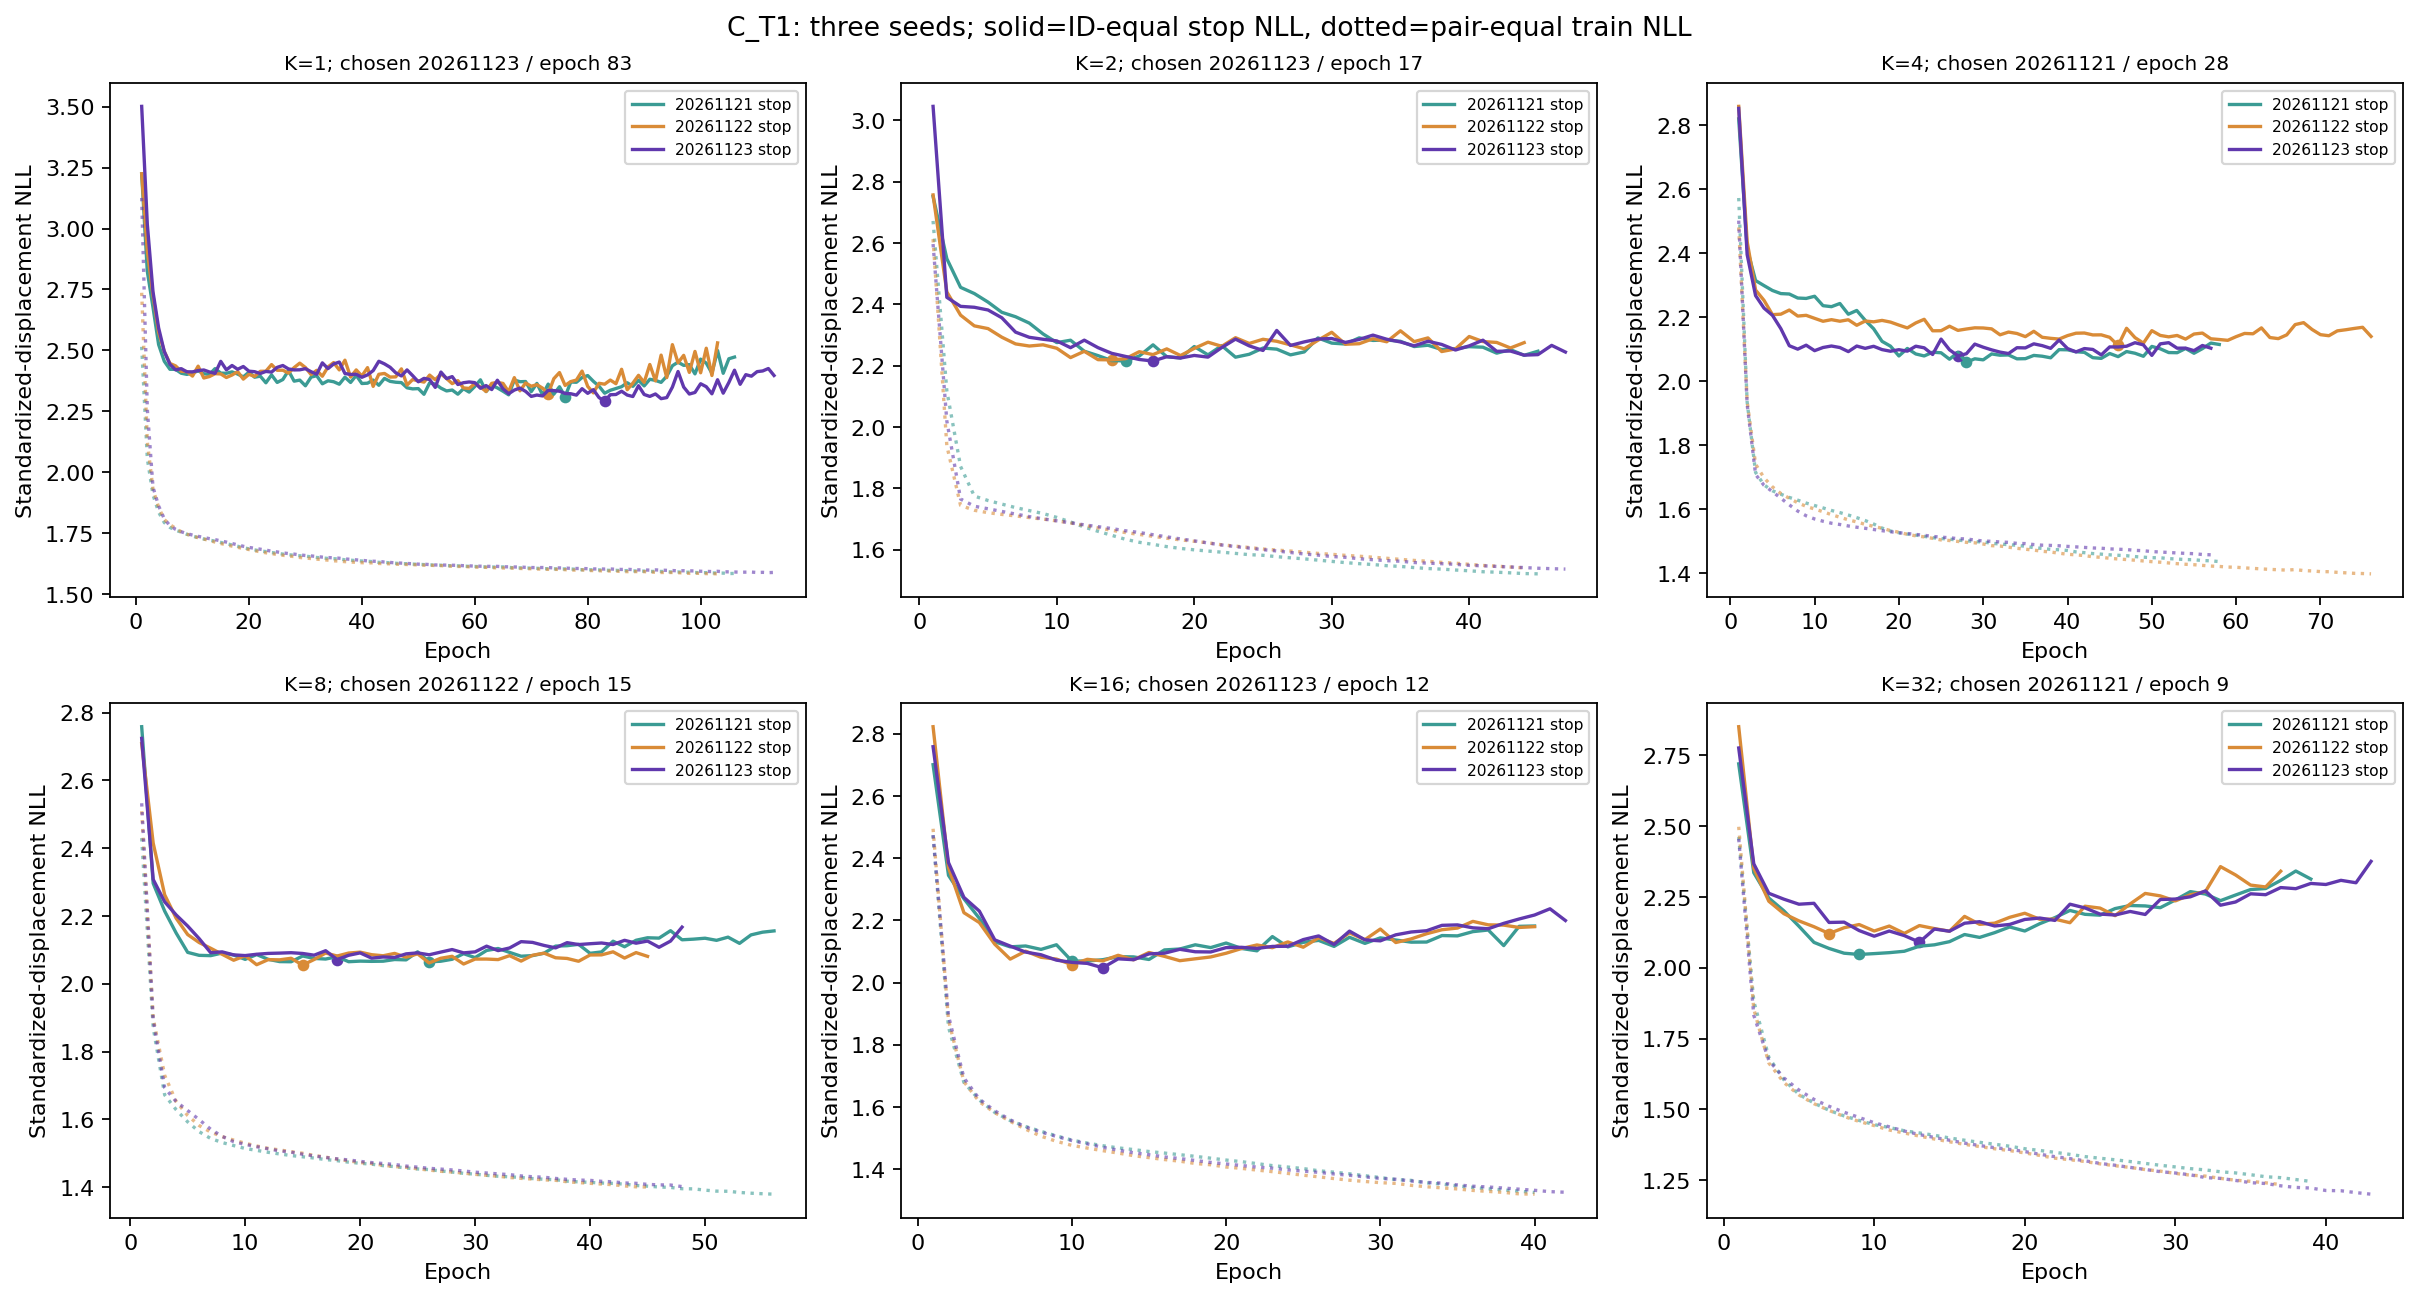 C_T1: three seeds; solid=ID-equal stop NLL, dotted=pair-equal train NLL
K=1; chosen 20261123 / epoch 83
Standardized-displacement NLL
3.50
3.25
3.00
2.75
2.50
2.25
2.00
1.75
1.50
20261121 stop
20261122 stop
20261123 stop
0 20 40 60 80 100
Epoch
K=2; chosen 20261123 / epoch 17
Standardized-displacement NLL
3.0
2.8
2.6
2.4
2.2
2.0
1.8
1.6
20261121 stop
20261122 stop
20261123 stop
0 10 20 30 40
Epoch
K=4; chosen 20261121 / epoch 28
Standardized-displacement NLL
2.8
2.6
2.4
2.2
2.0
1.8
1.6
1.4
20261121 stop
20261122 stop
20261123 stop
0 10 20 30 40 50 60 70
Epoch
K=8; chosen 20261122 / epoch 15
Standardized-displacement NLL
2.8
2.6
2.4
2.2
2.0
1.8
1.6
1.4
20261121 stop
20261122 stop
20261123 stop
0 10 20 30 40 50
Epoch
K=16; chosen 20261123 / epoch 12
Standardized-displacement NLL
2.8
2.6
2.4
2.2
2.0
1.8
1.6
1.4
20261121 stop
20261122 stop
20261123 stop
0 10 20 30 40
Epoch
K=32; chosen 20261121 / epoch 9
Standardized-displacement NLL
2.75
2.50
2.25
2.00
1.75
1.50
1.25
20261121 stop
20261122 stop
20261123 stop
0 10 20 30 40
Epoch